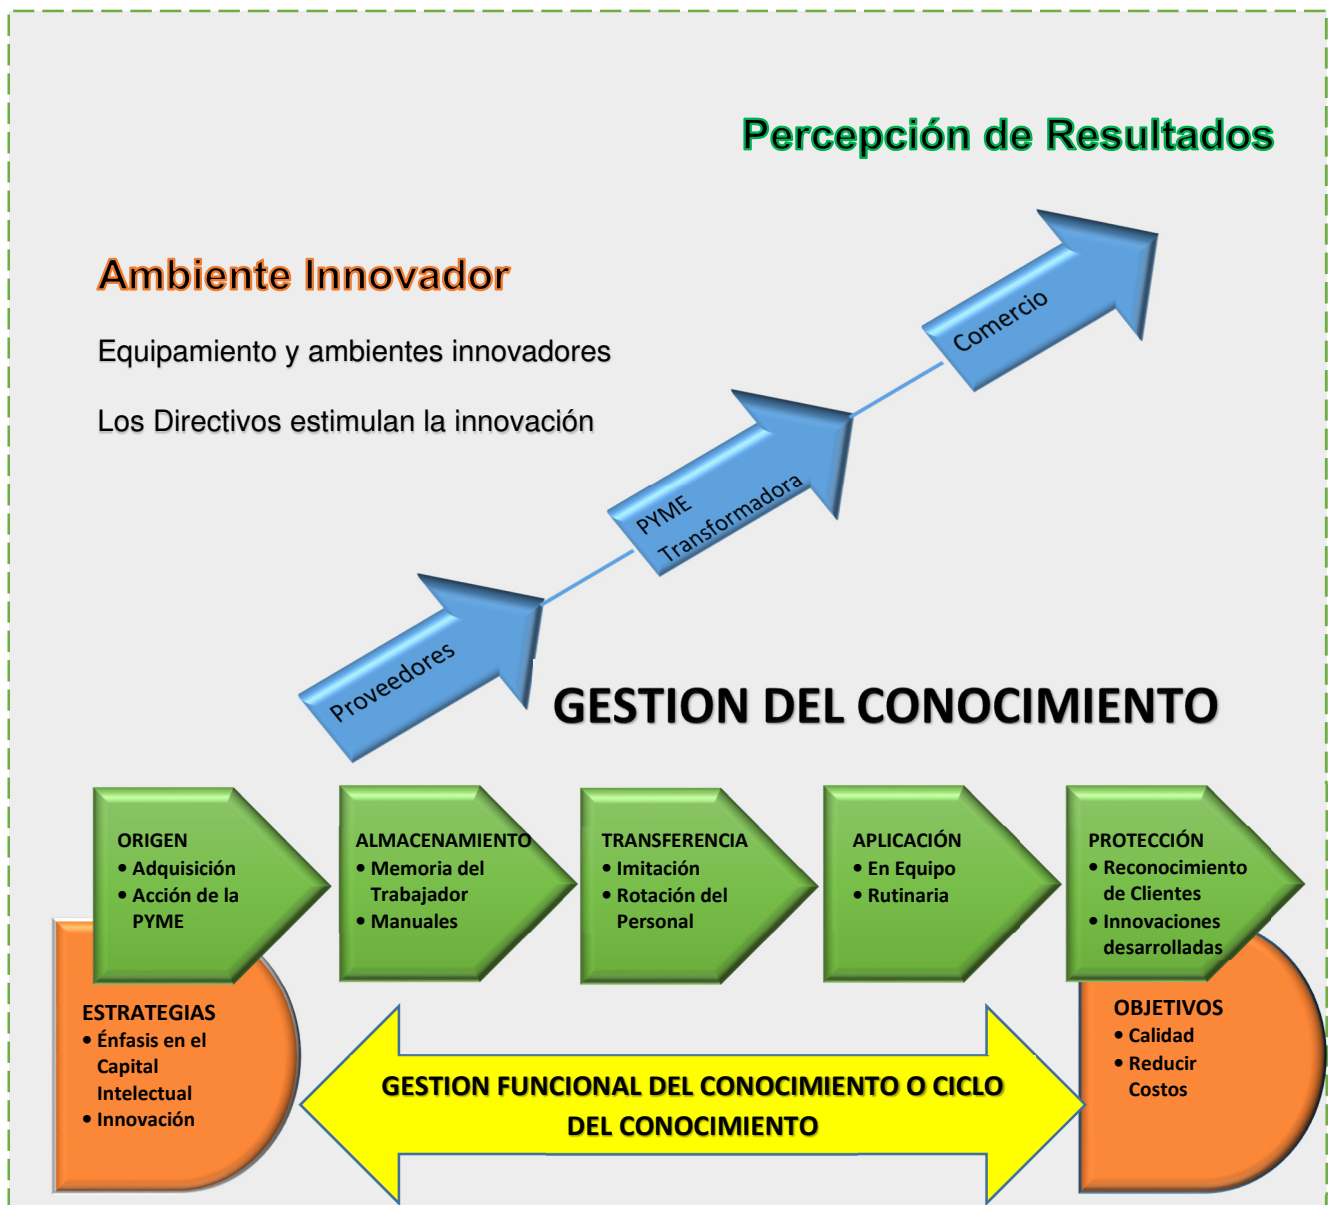 Percepción de Resultados
Ambiente Innovador
Equipamiento y ambientes innovadores
Los Directivos estimulan la innovación
Comercio
PYME
Transformadora
Proveedores
GESTION DEL CONOCIMIENTO
ORIGEN
• Adquisición
• Acción de la
PYME
ALMACENAMIENTO
• Memoria del
Trabajador
• Manuales
TRANSFERENCIA
• Imitación
• Rotación del
Personal
APLICACIÓN
• En Equipo
• Rutinaria
PROTECCIÓN
• Reconocimiento
de Clientes
• Innovaciones
desarrolladas
ESTRATEGIAS
• Énfasis en el
Capital
Intelectual
• Innovación
GESTION FUNCIONAL DEL CONOCIMIENTO O CICLO
DEL CONOCIMIENTO
OBJETIVOS
• Calidad
• Reducir
Costos